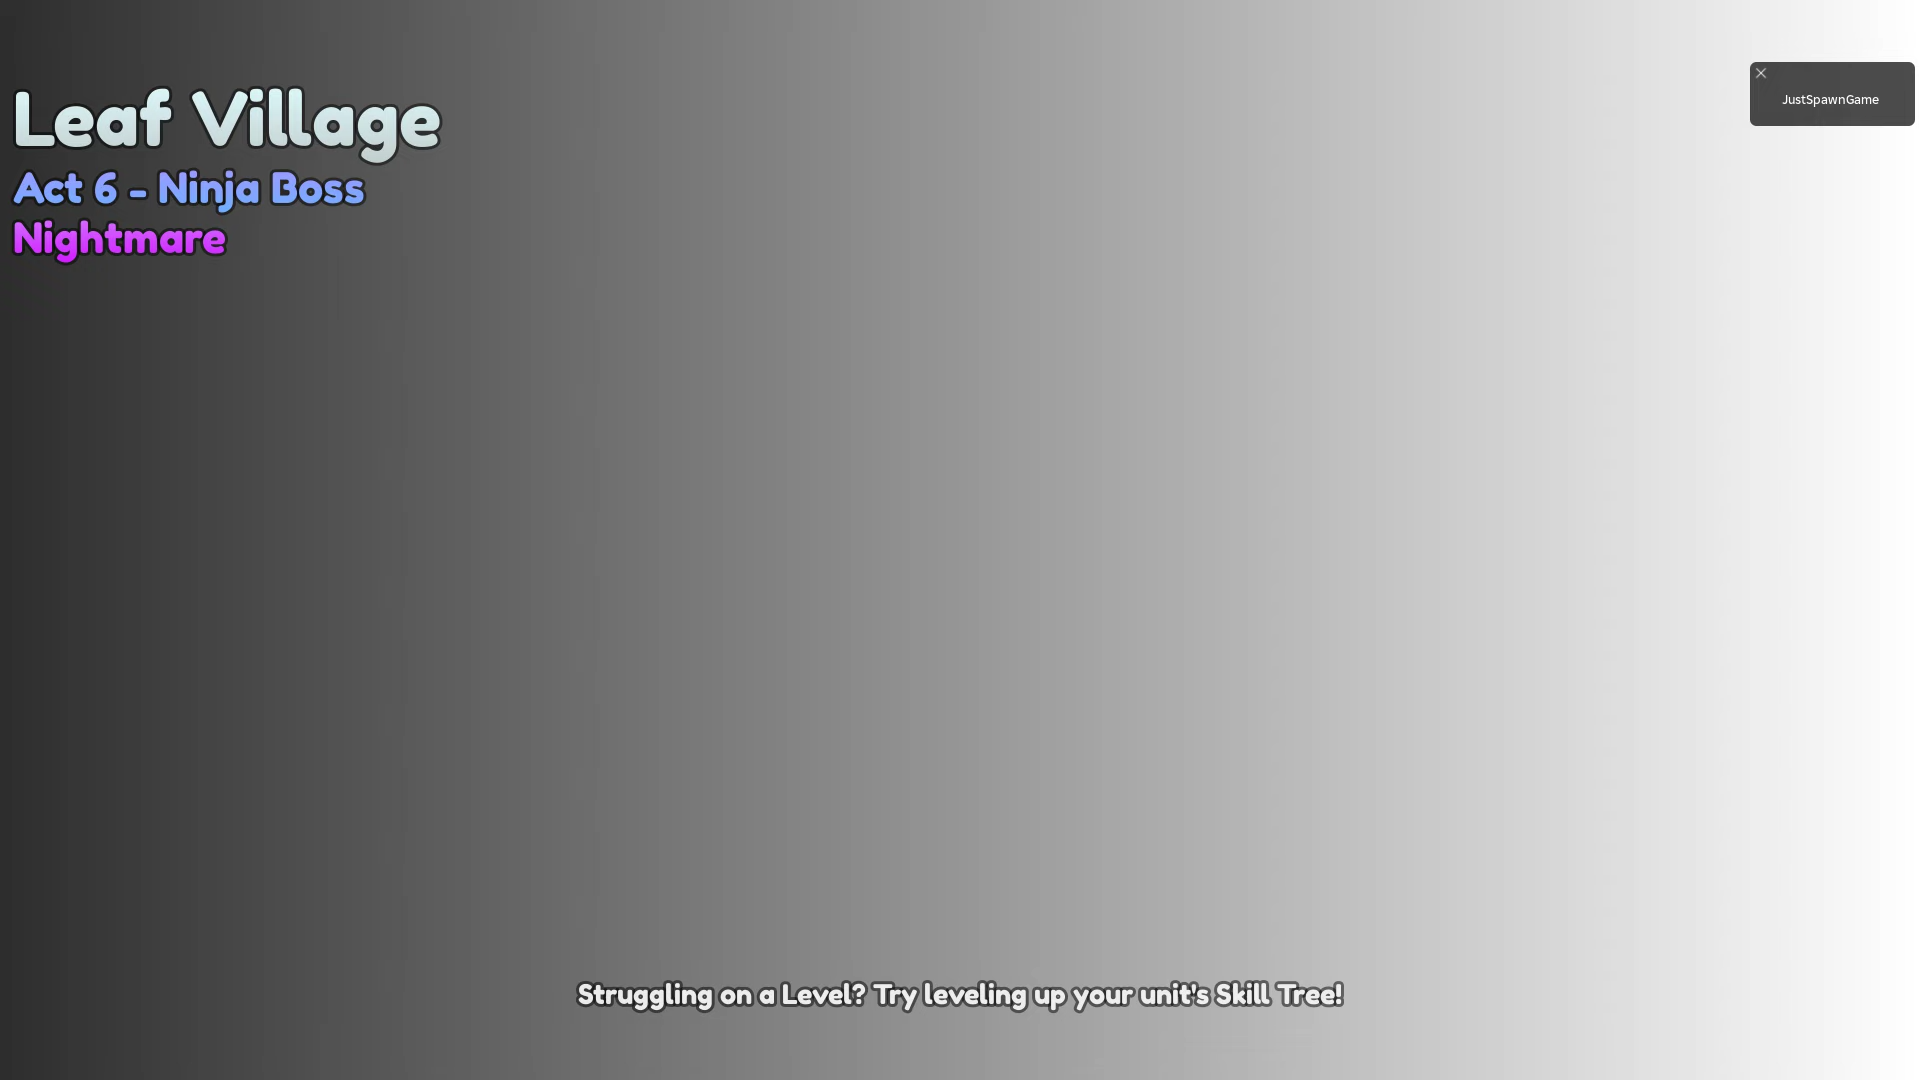 Leaf Village
Act 6 - Ninja Boss
Nightmare
JustSpawnGame
Struggling on a Level? Try leveling up your unit's Skill Tree!